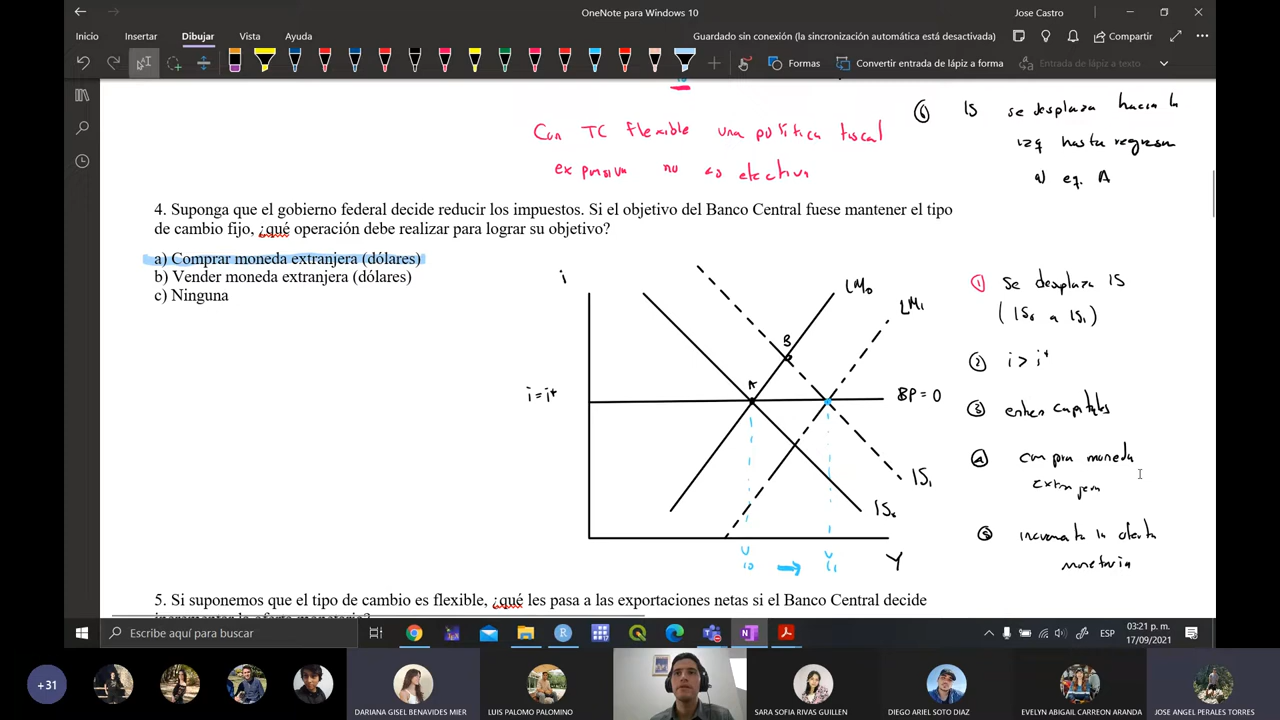 OneNote para Windows 10
Jose Castro
Inicio
Insertar
Dibujar
Vista
Ayuda
Guardado sin conexión (la sincronización automática está desactivada)
Compartir
Formas
Convertir entrada de lápiz a forma
Entrada de lápiz a texto
Con TC flexible una política fiscal
expansiva no es efectiva
⑥ IS se desplaza hacia la
izq hasta regresar
al eq. A
4. Suponga que el gobierno federal decide reducir los impuestos. Si el objetivo del Banco Central fuese mantener el tipo
de cambio fijo, ¿qué operación debe realizar para lograr su objetivo?
a) Comprar moneda extranjera (dólares)
b) Vender moneda extranjera (dólares)
c) Ninguna
i
LM₀
LM₁
B
A
i=i*
BP=0
IS₁
IS₀
Y₀ → Y₁
Y
① Se desplaza IS
(IS₀ a IS₁)
② i > i*
③ entran capitales
④ compra moneda
extranjera
⑤ incrementa la oferta
monetaria
5. Si suponemos que el tipo de cambio es flexible, ¿qué les pasa a las exportaciones netas si el Banco Central decide
incrementar la oferta monetaria?
Escribe aquí para buscar
ESP
03:21 p. m.
17/09/2021
+31
DARIANA GISEL BENAVIDES MIER
LUIS PALOMO PALOMINO
SARA SOFIA RIVAS GUILLEN
DIEGO ARIEL SOTO DIAZ
EVELYN ABIGAIL CARREON ARANDA
JOSE ANGEL PERALES TORRES